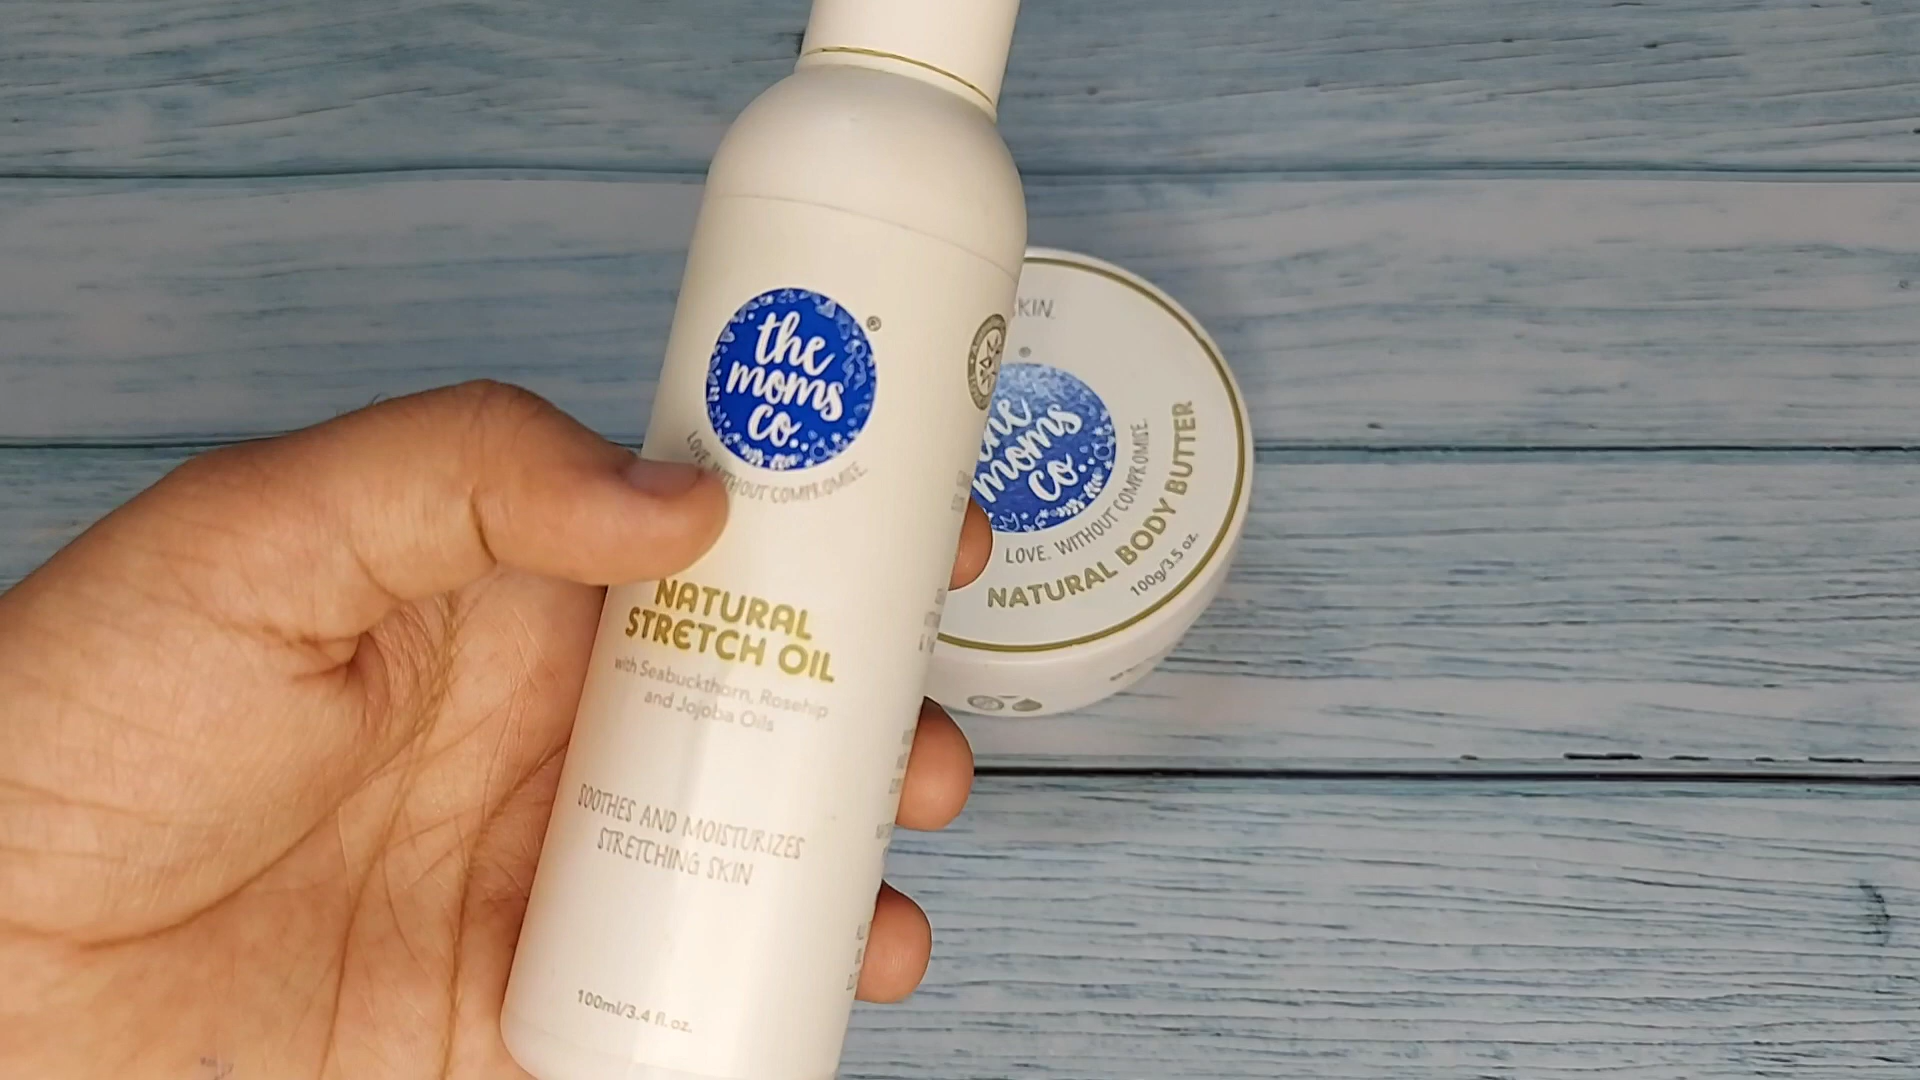 the
moms
co.
®
LOVE. WITHOUT COMPROMISE.
NATURAL
STRETCH OIL
with Seabuckthorn, Rosehip
and Jojoba Oils
SOOTHES AND MOISTURIZES
STRETCHING SKIN
100ml/3.4 fl.oz.
SKIN.
®
the
moms
co.
LOVE. WITHOUT COMPROMISE.
NATURAL BODY BUTTER
100g/3.5 oz.